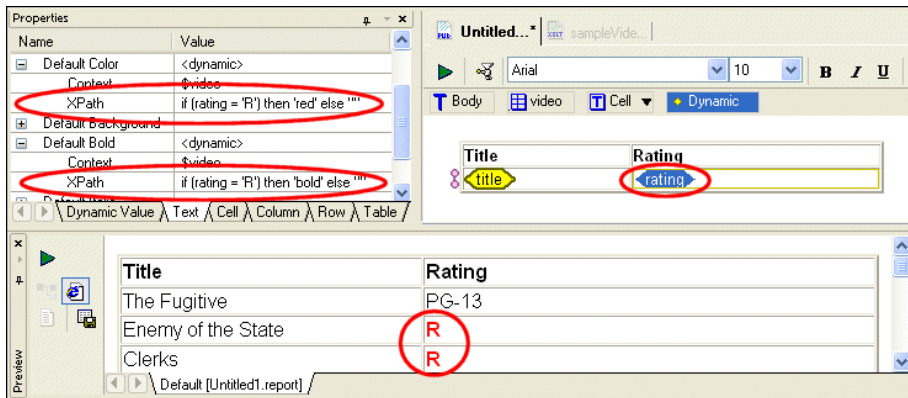 Properties
Name Value
Default Color <dynamic>
Context $video
XPath if (rating = 'R') then 'red' else ""
Default Background
Default Bold <dynamic>
Context $video
XPath if (rating = 'R') then 'bold' else ""
Dynamic Value Text Cell Column Row Table
Untitled...* sampleVide...
Arial 10 B I U
Body video Cell Dynamic
Title Rating
title rating
Title Rating
The Fugitive PG-13
Enemy of the State R
Clerks R
Preview
Default [Untitled1.report]